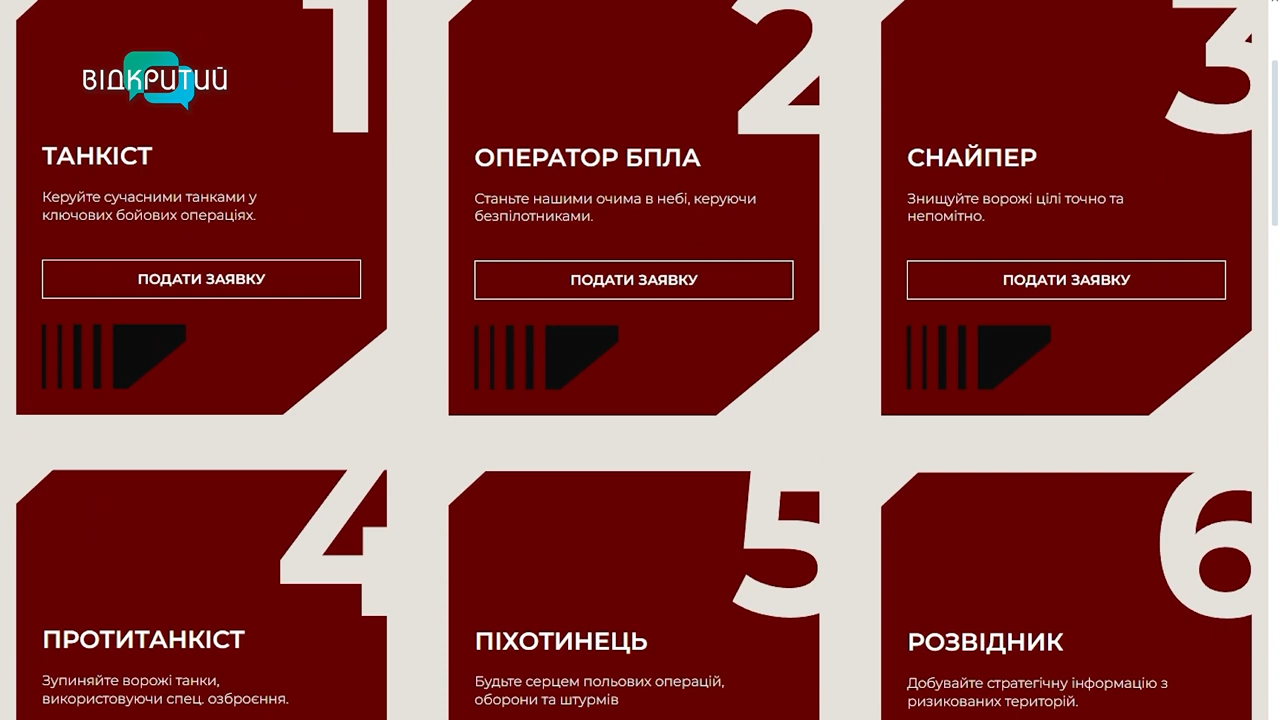 ВІДКРИТИЙ
1
ТАНКІСТ
Керуйте сучасними танками у
ключових бойових операціях.
ПОДАТИ ЗАЯВКУ
2
ОПЕРАТОР БПЛА
Станьте нашими очима в небі, керуючи
безпілотниками.
ПОДАТИ ЗАЯВКУ
3
СНАЙПЕР
Знищуйте ворожі цілі точно та
непомітно.
ПОДАТИ ЗАЯВКУ
4
ПРОТИТАНКІСТ
Зупиняйте ворожі танки,
використовуючи спец. озброєння.
5
ПІХОТИНЕЦЬ
Будьте серцем польових операцій,
оборони та штурмів
6
РОЗВІДНИК
Добувайте стратегічну інформацію з
ризикованих територій.